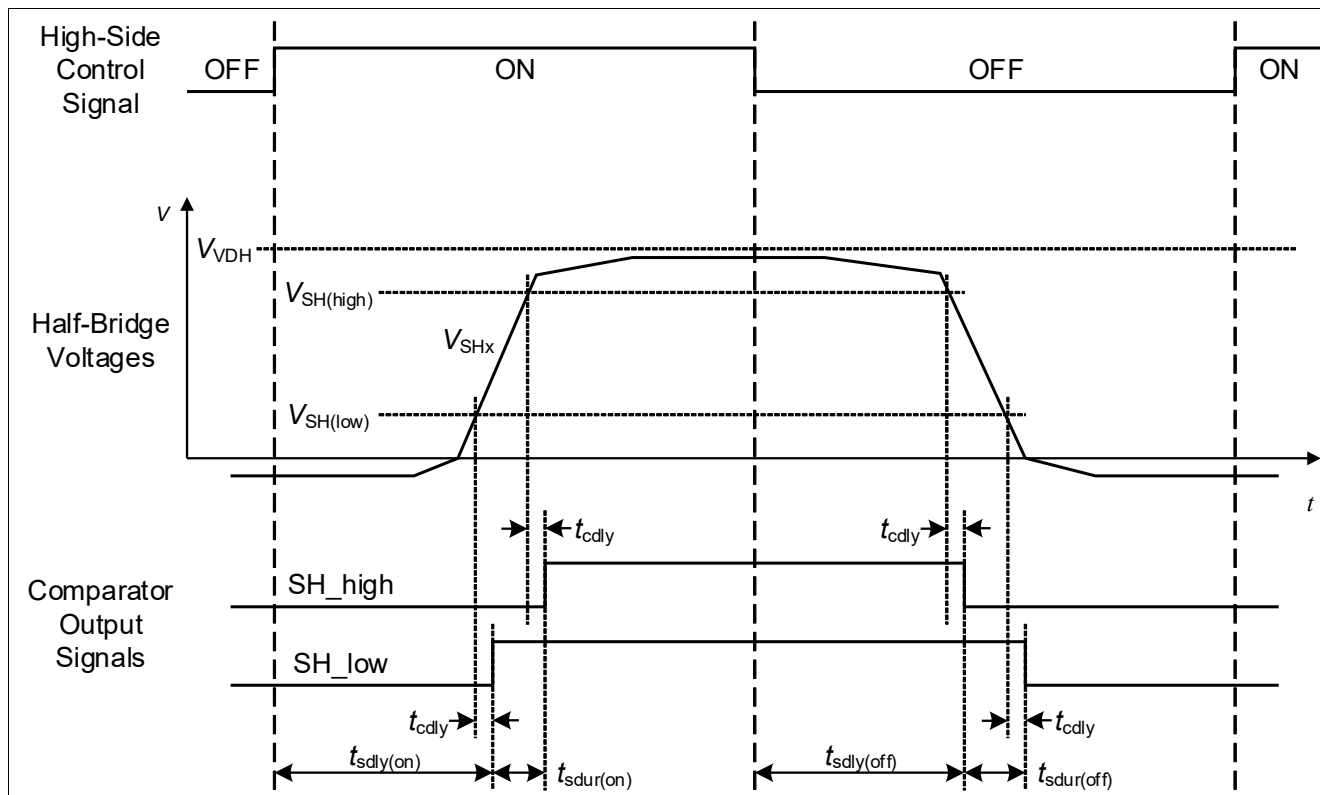 High-Side
Control
Signal
OFF
ON
OFF
ON
V
VVDH
VSH(high)
Half-Bridge
Voltages
VSHx
VSH(low)
t
tcdly
tcdly
Comparator
Output
Signals
SH_high
SH_low
tcdly
tcdly
tsdly(on)
tsdur(on)
tsdly(off)
tsdur(off)